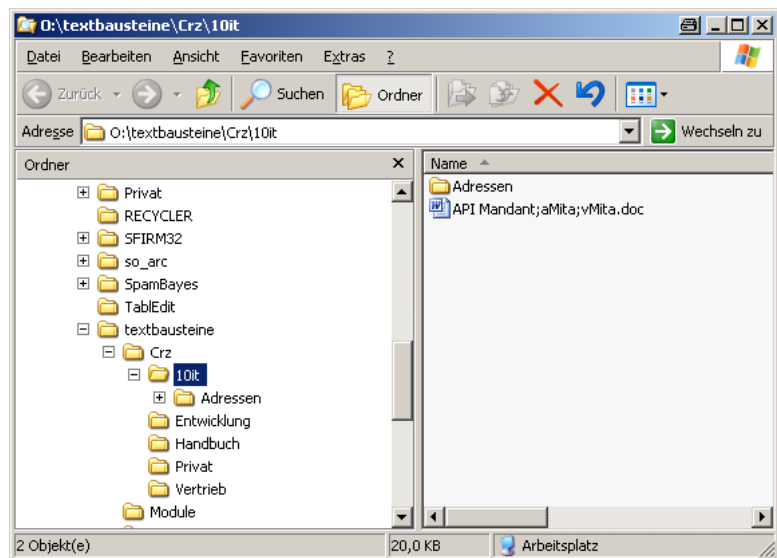 O:\textbausteine\Crz\10it
Datei Bearbeiten Ansicht Favoriten Extras ?
Zurück Suchen Ordner
Adresse O:\textbausteine\Crz\10it Wechseln zu
Ordner
Privat
RECYCLER
SFIRM32
so_arc
SpamBayes
TablEdit
textbausteine
Crz
10it
Adressen
Entwicklung
Handbuch
Privat
Vertrieb
Module
Name
Adressen
API Mandant;aMita;vMita.doc
2 Objekt(e) 20,0 KB Arbeitsplatz